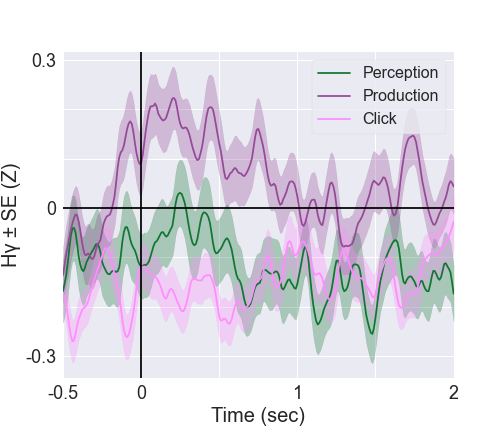 Perception
Production
Click
Hγ ± SE (Z)
0.3
0
-0.3
-0.5 0 1 2
Time (sec)